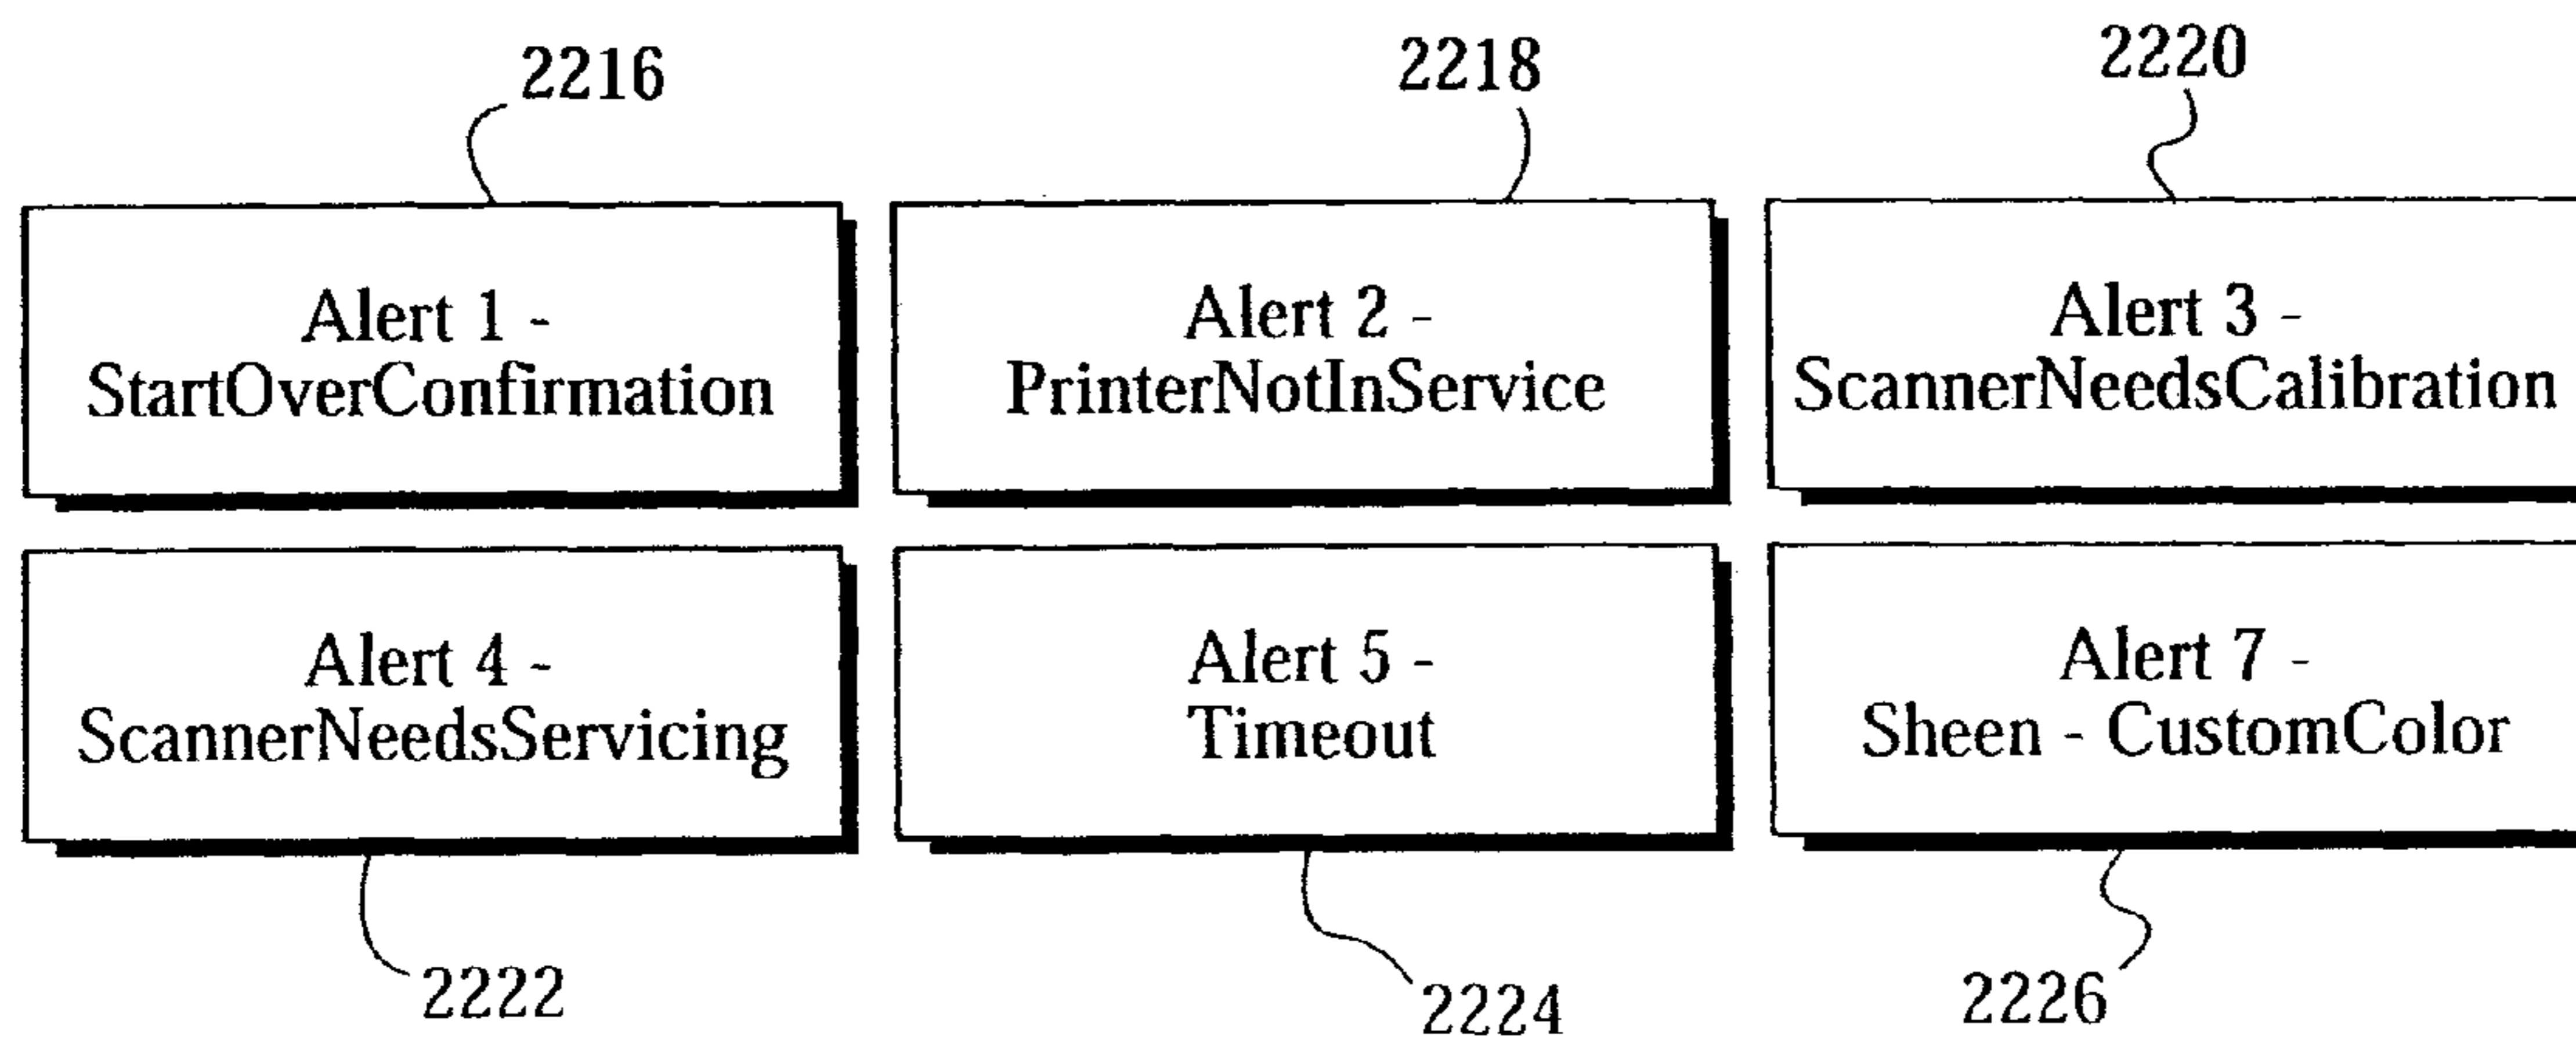 2216
2218
2220
Alert 1 -
StartOverConfirmation
Alert 2 -
PrinterNotInService
Alert 3 -
ScannerNeedsCalibration
Alert 4 -
ScannerNeedsServicing
Alert 5 -
Timeout
Alert 7 -
Sheen - CustomColor
2222
2224
2226